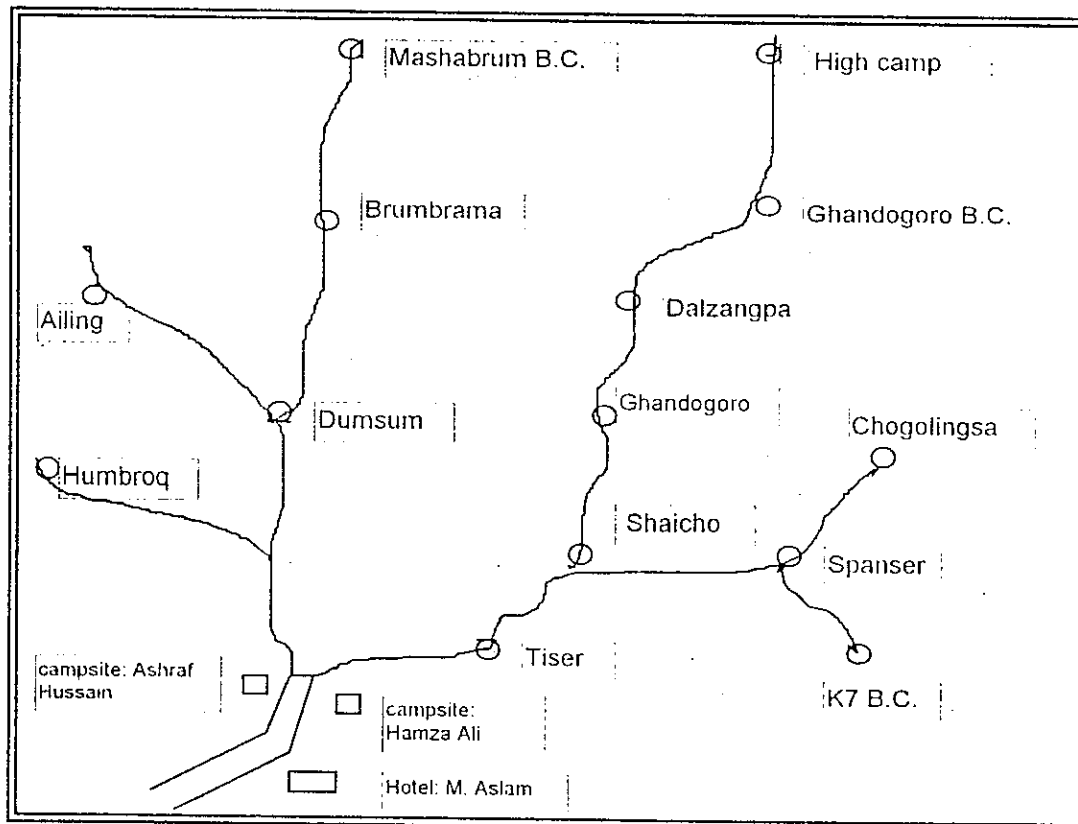 Mashabrum B.C.
High camp
Brumbrama
Ghandogoro B.C.
Ailing
Dalzangpa
Dumsum
Ghandogoro
Chogolingsa
Humbroq
Shaicho
Spanser
Tiser
campsite: Ashraf
Hussain
campsite:
Hamza Ali
K7 B.C.
Hotel: M. Aslam